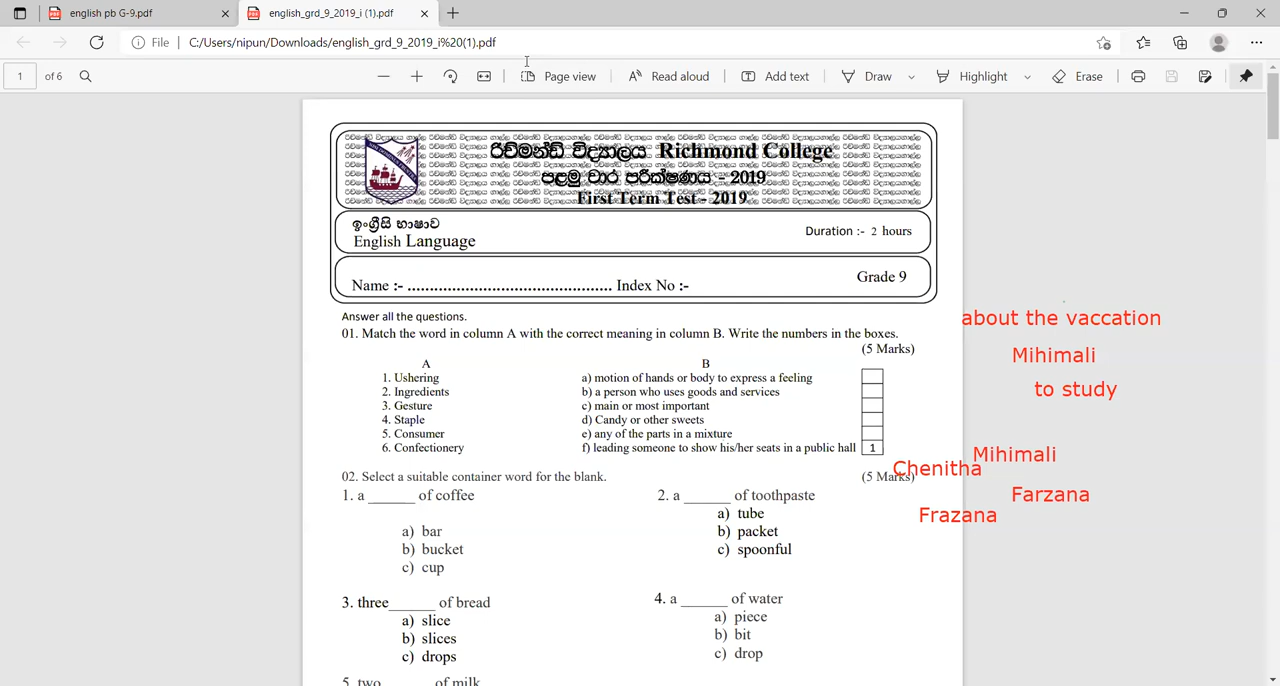 english pb G-9.pdf
english_grd_9_2019_i (1).pdf
File C:/Users/nipun/Downloads/english_grd_9_2019_i%20(1).pdf
1 of 6 Page view Read aloud Add text Draw Highlight Erase
රිච්මන්ඩ් විද්‍යාලය Richmond College
පළමු වාර පරීක්ෂණය - 2019
First Term Test - 2019
ඉංග්‍රීසි භාෂාව
English Language
Duration :- 2 hours
Grade 9
Name :- ............................................. Index No :-
Answer all the questions.
01. Match the word in column A with the correct meaning in column B. Write the numbers in the boxes.
(5 Marks)
A B
1. Ushering a) motion of hands or body to express a feeling
2. Ingredients b) a person who uses goods and services
3. Gesture c) main or most important
4. Staple d) Candy or other sweets
5. Consumer e) any of the parts in a mixture
6. Confectionery f) leading someone to show his/her seats in a public hall 1
about the vaccation
Mihimali
to study
Mihimali
Chenitha
Farzana
Frazana
02. Select a suitable container word for the blank. (5 Marks)
1. a ______ of coffee
a) bar
b) bucket
c) cup
2. a ______ of toothpaste
a) tube
b) packet
c) spoonful
3. three______ of bread
a) slice
b) slices
c) drops
4. a ______ of water
a) piece
b) bit
c) drop
5. two______ of milk